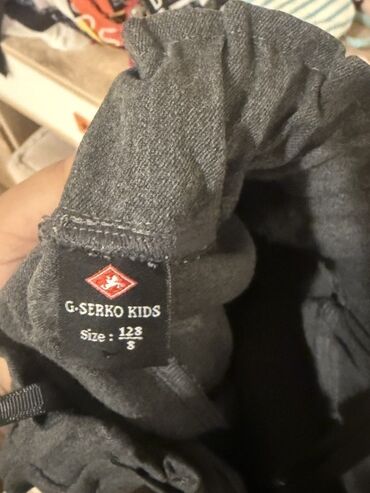 G-SERKO KIDS
Size : 128
8